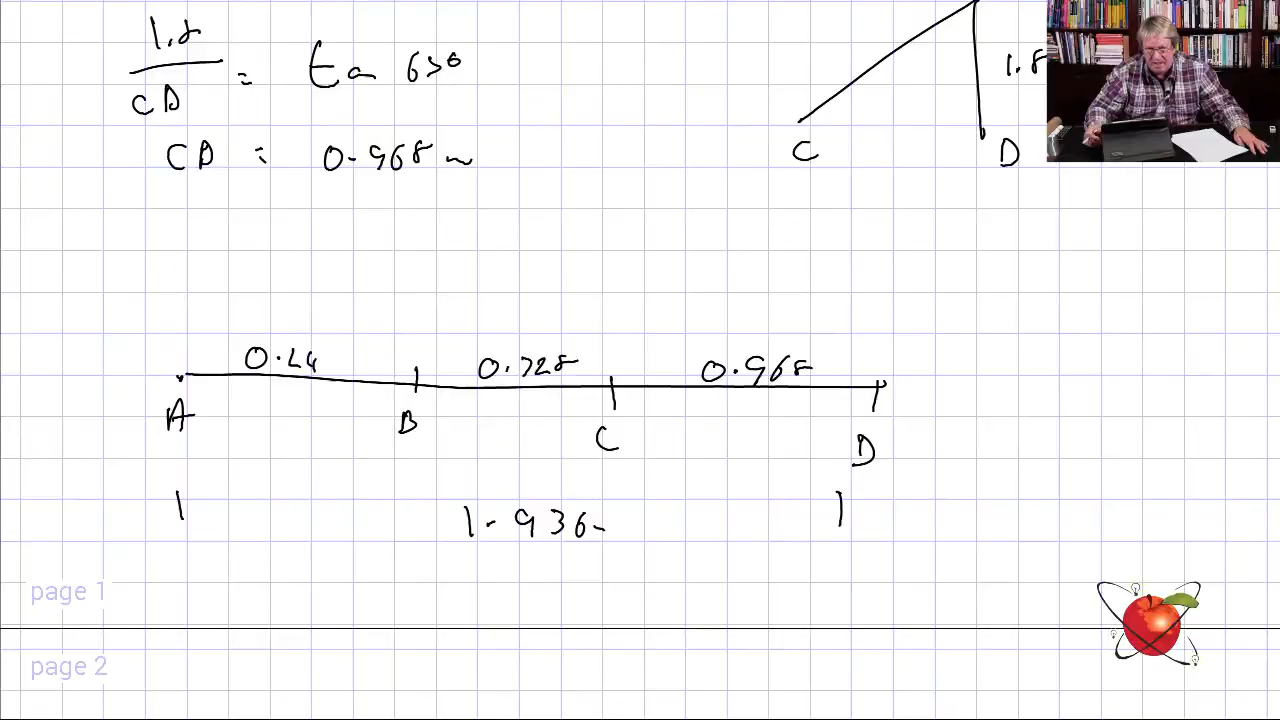 1.8
CD = tan 63° 1.8
CD = 0.968 m
C D
0.24 0.728 0.968
A B C D
1.936
page 1
page 2